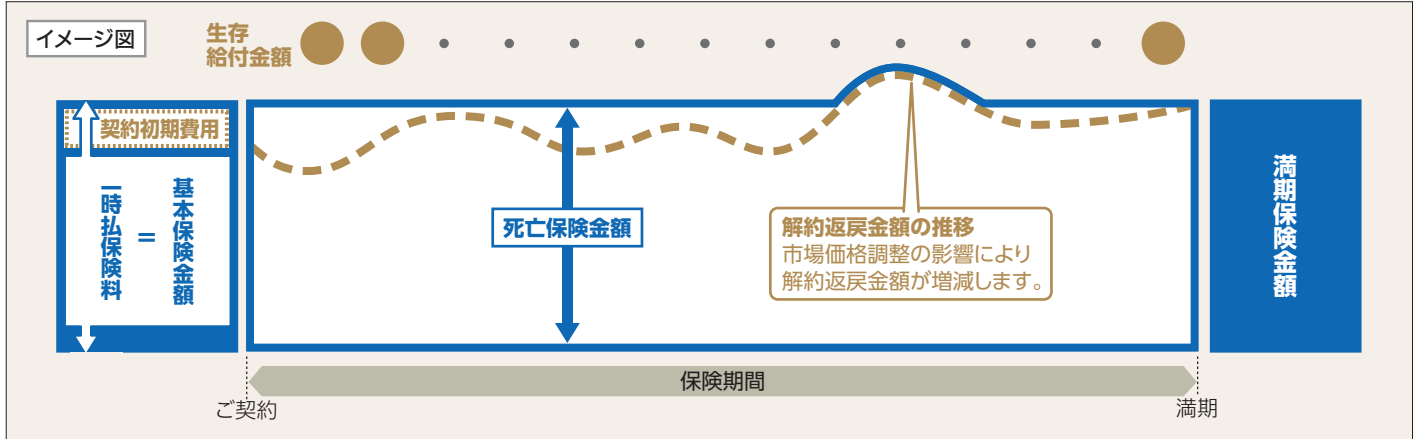 イメージ図
生存
給付金額
契約初期費用
一時払保険料
=
基本保険金額
死亡保険金額
解約返戻金額の推移
市場価格調整の影響により
解約返戻金額が増減します。
満期保険金額
保険期間
ご契約
満期